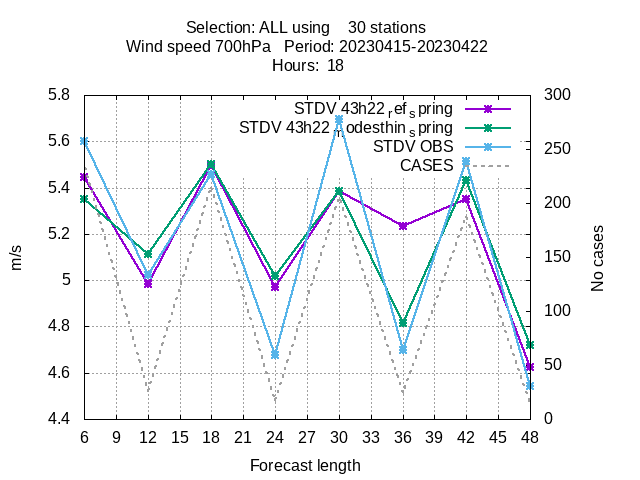 Selection: ALL using 30 stations
Wind speed 700hPa Period: 20230415-20230422
Hours: 18
5.8
5.6
5.4
5.2
5
4.8
4.6
4.4
m/s
STDV 43h22 ref spring
STDV 43h22 modesthin spring
STDV OBS
CASES
300
250
200
150
100
50
0
No cases
6 9 12 15 18 21 24 27 30 33 36 39 42 45 48
Forecast length